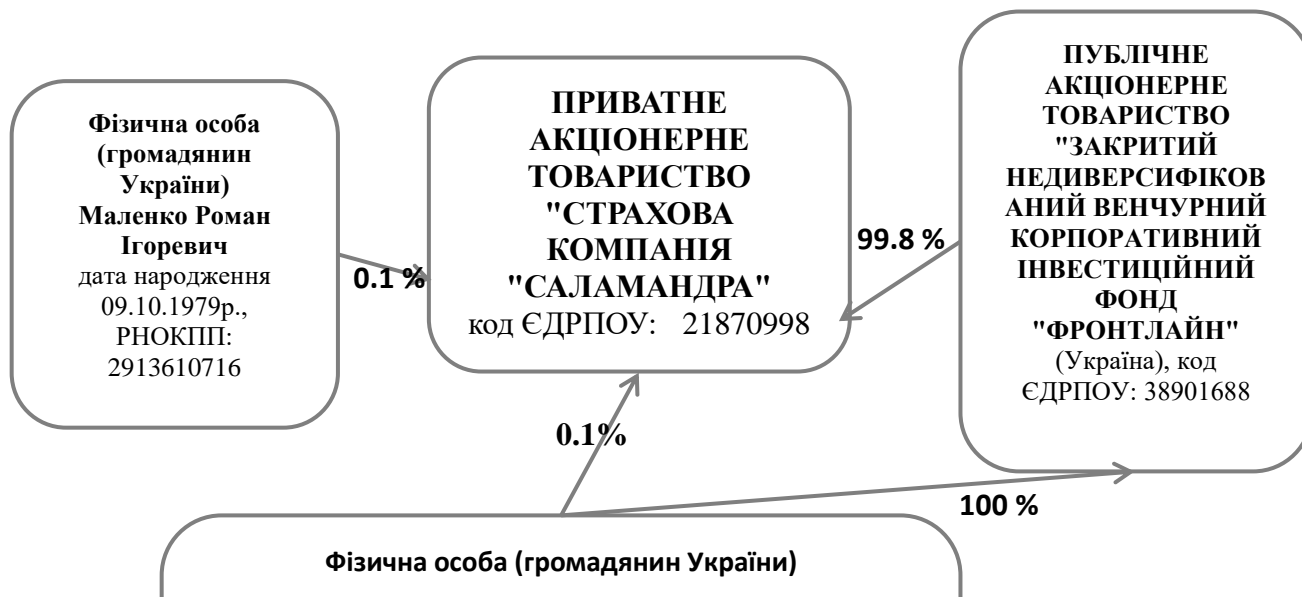 Фізична особа
(громадянин
України)
Маленко Роман
Ігоревич
дата народження
09.10.1979р.,
РНОКПП:
2913610716
0.1 %
ПРИВАТНЕ
АКЦІОНЕРНЕ
ТОВАРИСТВО
"СТРАХОВА
КОМПАНІЯ
"САЛАМАНДРА"
код ЄДРПОУ: 21870998
99.8 %
ПУБЛІЧНЕ
АКЦІОНЕРНЕ
ТОВАРИСТВО
"ЗАКРИТИЙ
НЕДИВЕРСИФІКОВ
АНИЙ ВЕНЧУРНИЙ
КОРПОРАТИВНИЙ
ІНВЕСТИЦІЙНИЙ
ФОНД
"ФРОНТЛАЙН"
(Україна), код
ЄДРПОУ: 38901688
0.1%
100 %
Фізична особа (громадянин України)